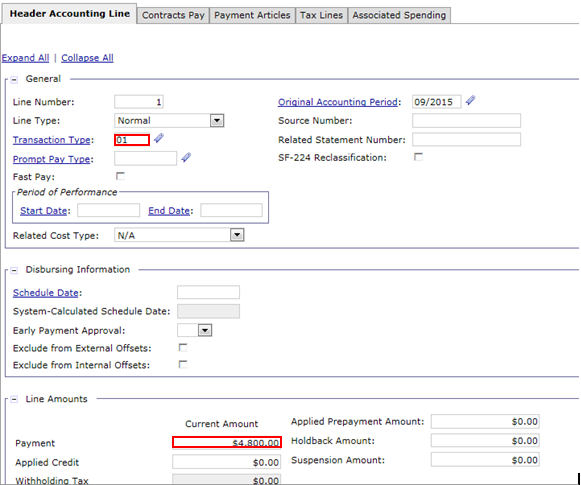 Header Accounting Line Contracts Pay Payment Articles Tax Lines Associated Spending
Expand All | Collapse All
General
Line Number: 1 Original Accounting Period: 09/2015
Line Type: Normal Source Number:
Transaction Type: 01 Related Statement Number:
Prompt Pay Type: SF-224 Reclassification:
Fast Pay:
Period of Performance
Start Date: End Date:
Related Cost Type: N/A
Disbursing Information
Schedule Date:
System-Calculated Schedule Date:
Early Payment Approval:
Exclude from External Offsets:
Exclude from Internal Offsets:
Line Amounts
Current Amount Applied Prepayment Amount: $0.00
Payment $4,800.00 Holdback Amount: $0.00
Applied Credit $0.00 Suspension Amount: $0.00
Withholding Tax $0.00